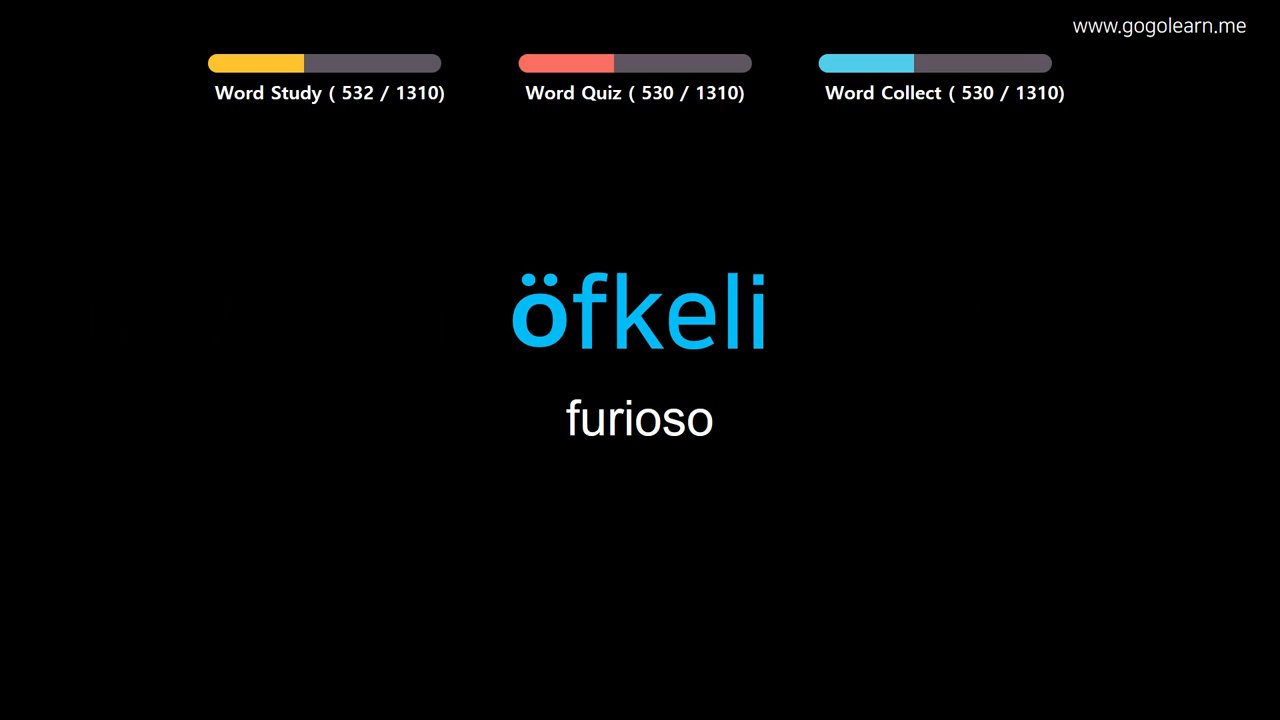 www.gogolearn.me
Word Study ( 532 / 1310)
Word Quiz ( 530 / 1310)
Word Collect ( 530 / 1310)
öfkeli
furioso